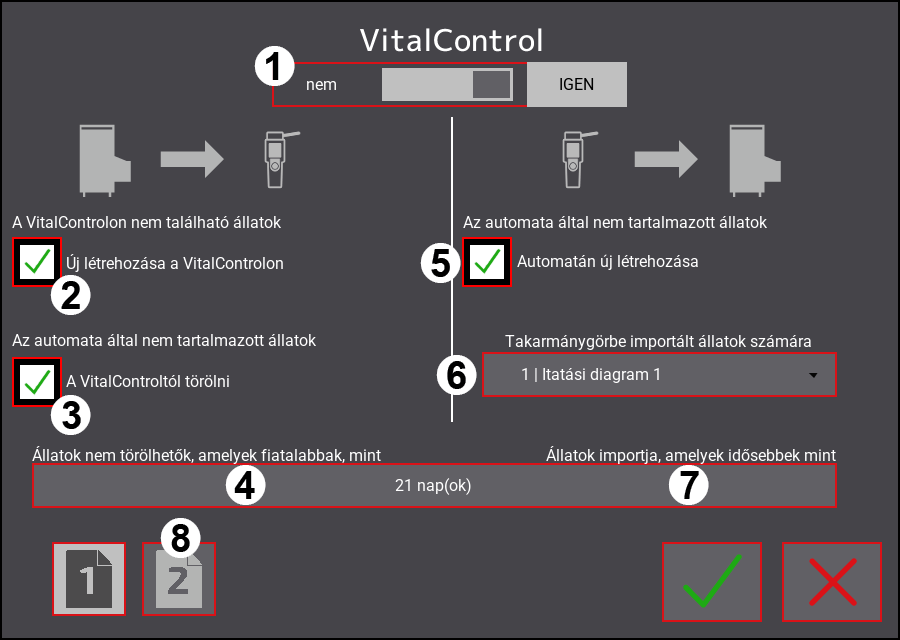 VitalControl
1
nem
IGEN
A VitalControlon nem található állatok
Új létrehozása a VitalControlon
2
Az automata által nem tartalmazott állatok
A VitalControltól törölni
3
Az automata által nem tartalmazott állatok
5
Automatán új létrehozása
Takarmánygörbe importált állatok számára
6
1 | Itatási diagram 1
Állatok nem törölhetők, amelyek fiatalabbak, mint
Állatok importja, amelyek idősebbek mint
4
21 nap(ok)
7
8
1
2